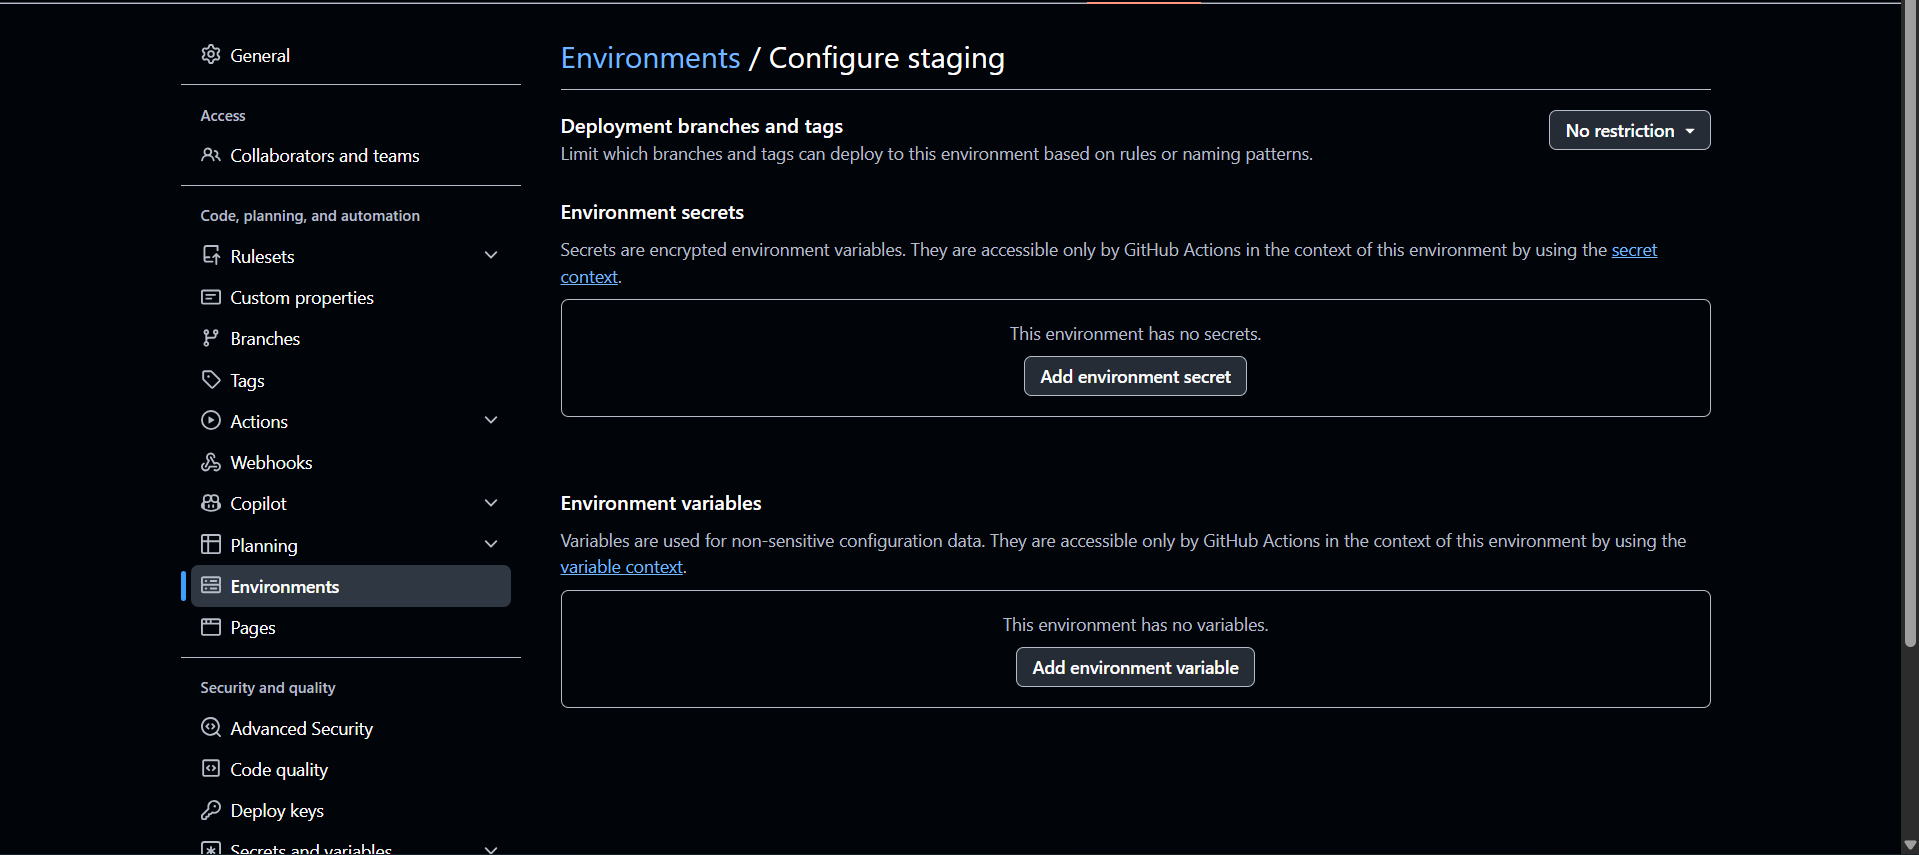 General
Access
Collaborators and teams
Code, planning, and automation
Rulesets
Custom properties
Branches
Tags
Actions
Webhooks
Copilot
Planning
Environments
Pages
Security and quality
Advanced Security
Code quality
Deploy keys
Secrets and variables
Environments / Configure staging
Deployment branches and tags
Limit which branches and tags can deploy to this environment based on rules or naming patterns.
No restriction
Environment secrets
Secrets are encrypted environment variables. They are accessible only by GitHub Actions in the context of this environment by using the secret
context.
This environment has no secrets.
Add environment secret
Environment variables
Variables are used for non-sensitive configuration data. They are accessible only by GitHub Actions in the context of this environment by using the
variable context.
This environment has no variables.
Add environment variable